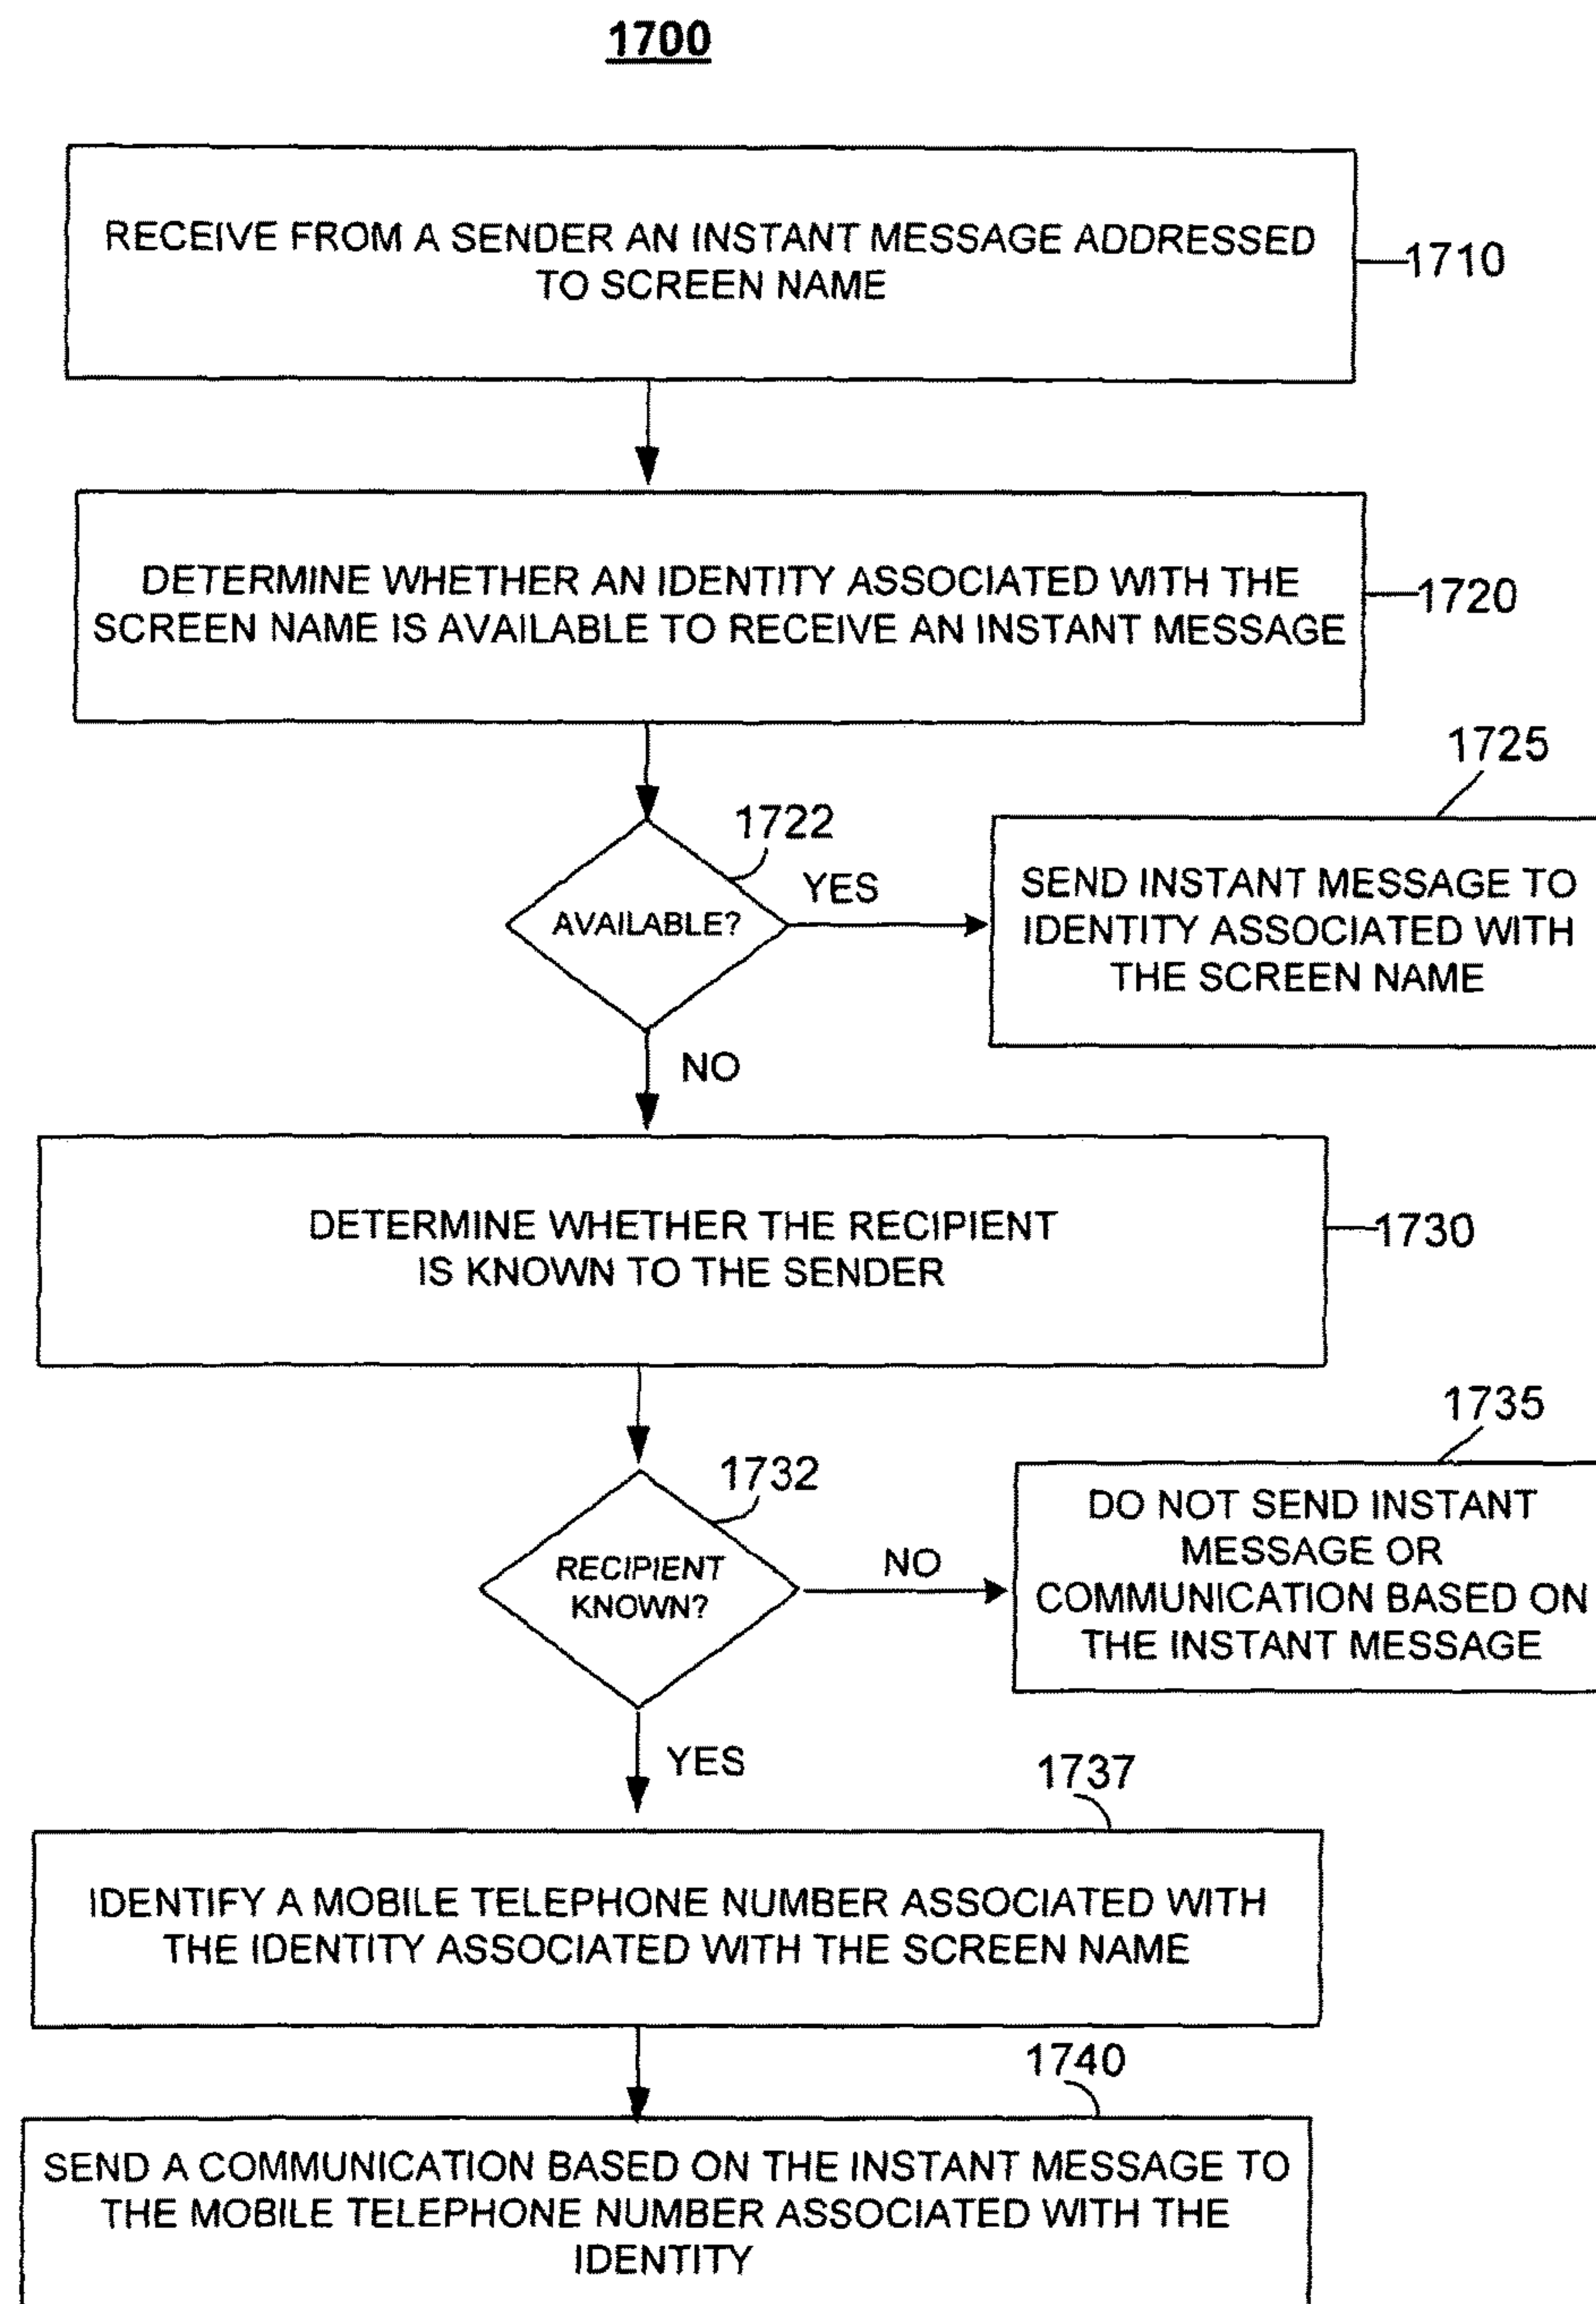 1700
RECEIVE FROM A SENDER AN INSTANT MESSAGE ADDRESSED
TO SCREEN NAME
1710
DETERMINE WHETHER AN IDENTITY ASSOCIATED WITH THE
SCREEN NAME IS AVAILABLE TO RECEIVE AN INSTANT MESSAGE
1720
1722
AVAILABLE?
YES
1725
SEND INSTANT MESSAGE TO
IDENTITY ASSOCIATED WITH
THE SCREEN NAME
NO
DETERMINE WHETHER THE RECIPIENT
IS KNOWN TO THE SENDER
1730
1732
RECIPIENT
KNOWN?
NO
1735
DO NOT SEND INSTANT
MESSAGE OR
COMMUNICATION BASED ON
THE INSTANT MESSAGE
YES
1737
IDENTIFY A MOBILE TELEPHONE NUMBER ASSOCIATED WITH
THE IDENTITY ASSOCIATED WITH THE SCREEN NAME
1740
SEND A COMMUNICATION BASED ON THE INSTANT MESSAGE TO
THE MOBILE TELEPHONE NUMBER ASSOCIATED WITH THE
IDENTITY